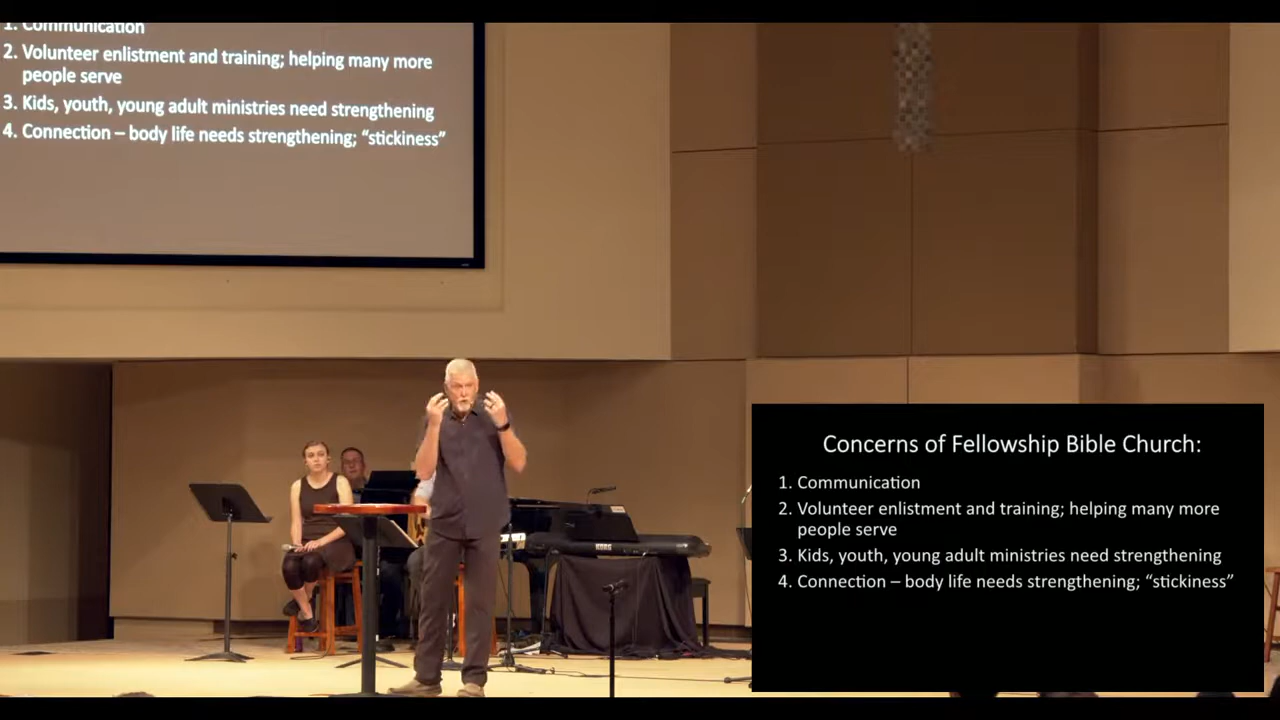 1. Communication
2. Volunteer enlistment and training; helping many more
people serve
3. Kids, youth, young adult ministries need strengthening
4. Connection – body life needs strengthening; “stickiness”
KORG
Concerns of Fellowship Bible Church:
1. Communication
2. Volunteer enlistment and training; helping many more
people serve
3. Kids, youth, young adult ministries need strengthening
4. Connection – body life needs strengthening; “stickiness”